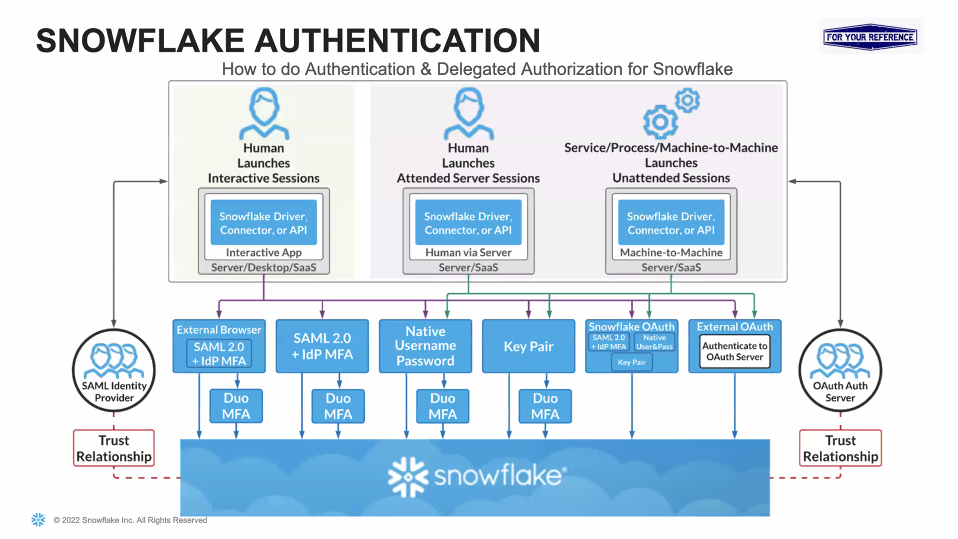 SNOWFLAKE AUTHENTICATION
FOR YOUR REFERENCE
How to do Authentication & Delegated Authorization for Snowflake
Human
Launches
Interactive Sessions
Snowflake Driver,
Connector, or API
Interactive App
Server/Desktop/SaaS
Human
Launches
Attended Server Sessions
Snowflake Driver,
Connector, or API
Human via Server
Server/SaaS
Service/Process/Machine-to-Machine
Launches
Unattended Sessions
Snowflake Driver,
Connector, or API
Machine-to-Machine
Server/SaaS
SAML Identity
Provider
External Browser
SAML 2.0
+ IdP MFA
SAML 2.0
+ IdP MFA
Native
Username
Password
Key Pair
Snowflake OAuth
SAML 2.0
+ IdP MFA
Native
User&Pass
Key Pair
External OAuth
Authenticate to
OAuth Server
OAuth Auth
Server
Duo
MFA
Duo
MFA
Duo
MFA
Duo
MFA
Trust
Relationship
Trust
Relationship
snowflake®
© 2022 Snowflake Inc. All Rights Reserved